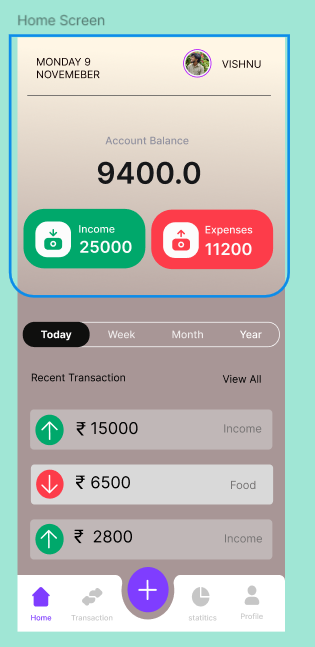 Home Screen
MONDAY 9
NOVEMEBER
VISHNU
Account Balance
9400.0
Income
25000
Expenses
11200
Today Week Month Year
Recent Transaction View All
₹ 15000 Income
₹ 6500 Food
₹ 2800 Income
Home Transaction statitics Profile